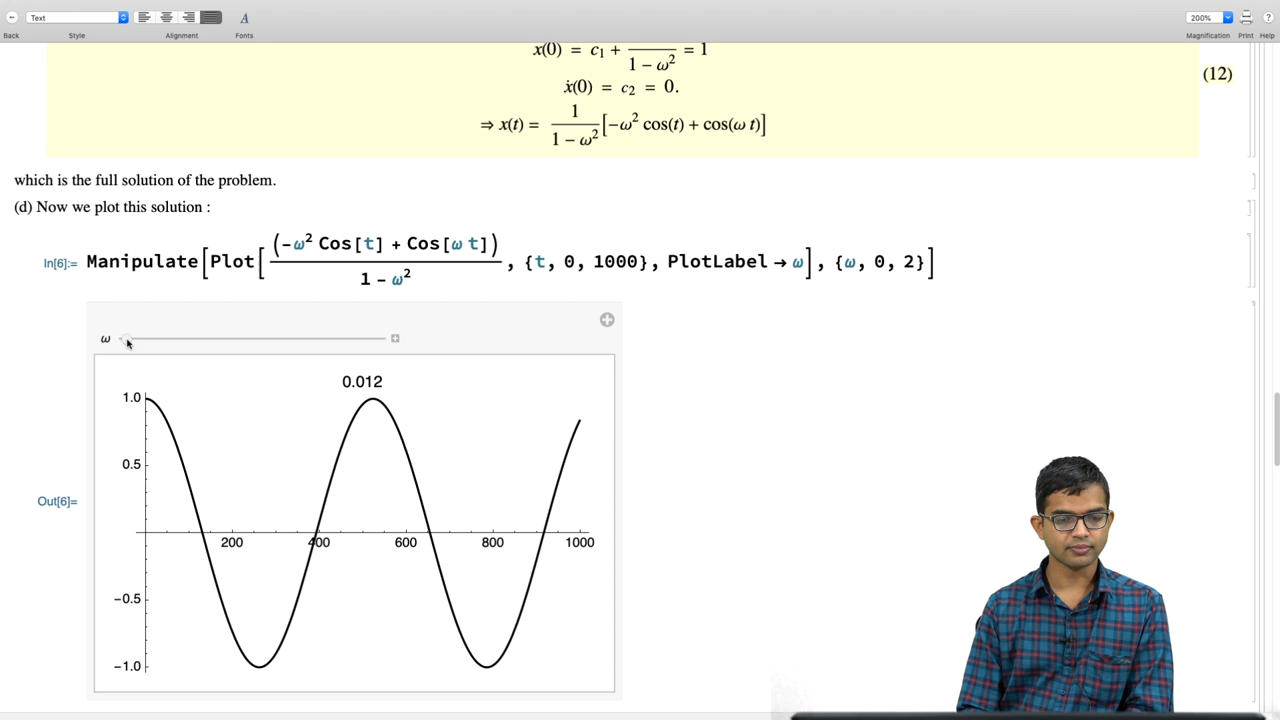 Text
200%
Back
Style
Alignment
Fonts
Magnification
Print
Help
x(0) = c₁ + ――― = 1
1 − ω²
(12)
ẋ(0) = c₂ = 0.
⇒ x(t) = 1/(1 − ω²) [−ω² cos(t) + cos(ω t)]
which is the full solution of the problem.
(d) Now we plot this solution :
In[6]:= Manipulate[Plot[(−ω² Cos[t] + Cos[ω t])/(1 − ω²), {t, 0, 1000}, PlotLabel → ω], {ω, 0, 2}]
ω
0.012
1.0
0.5
Out[6]=
200
400
600
800
1000
−0.5
−1.0